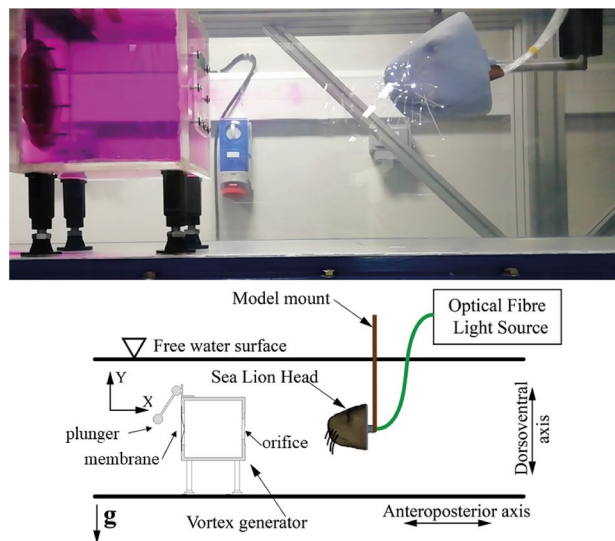 Model mount
Optical Fibre
Light Source
Free water surface
Sea Lion Head
Y
X
plunger
membrane
orifice
Dorsoventral
axis
Vortex generator
Anteroposterior axis
g